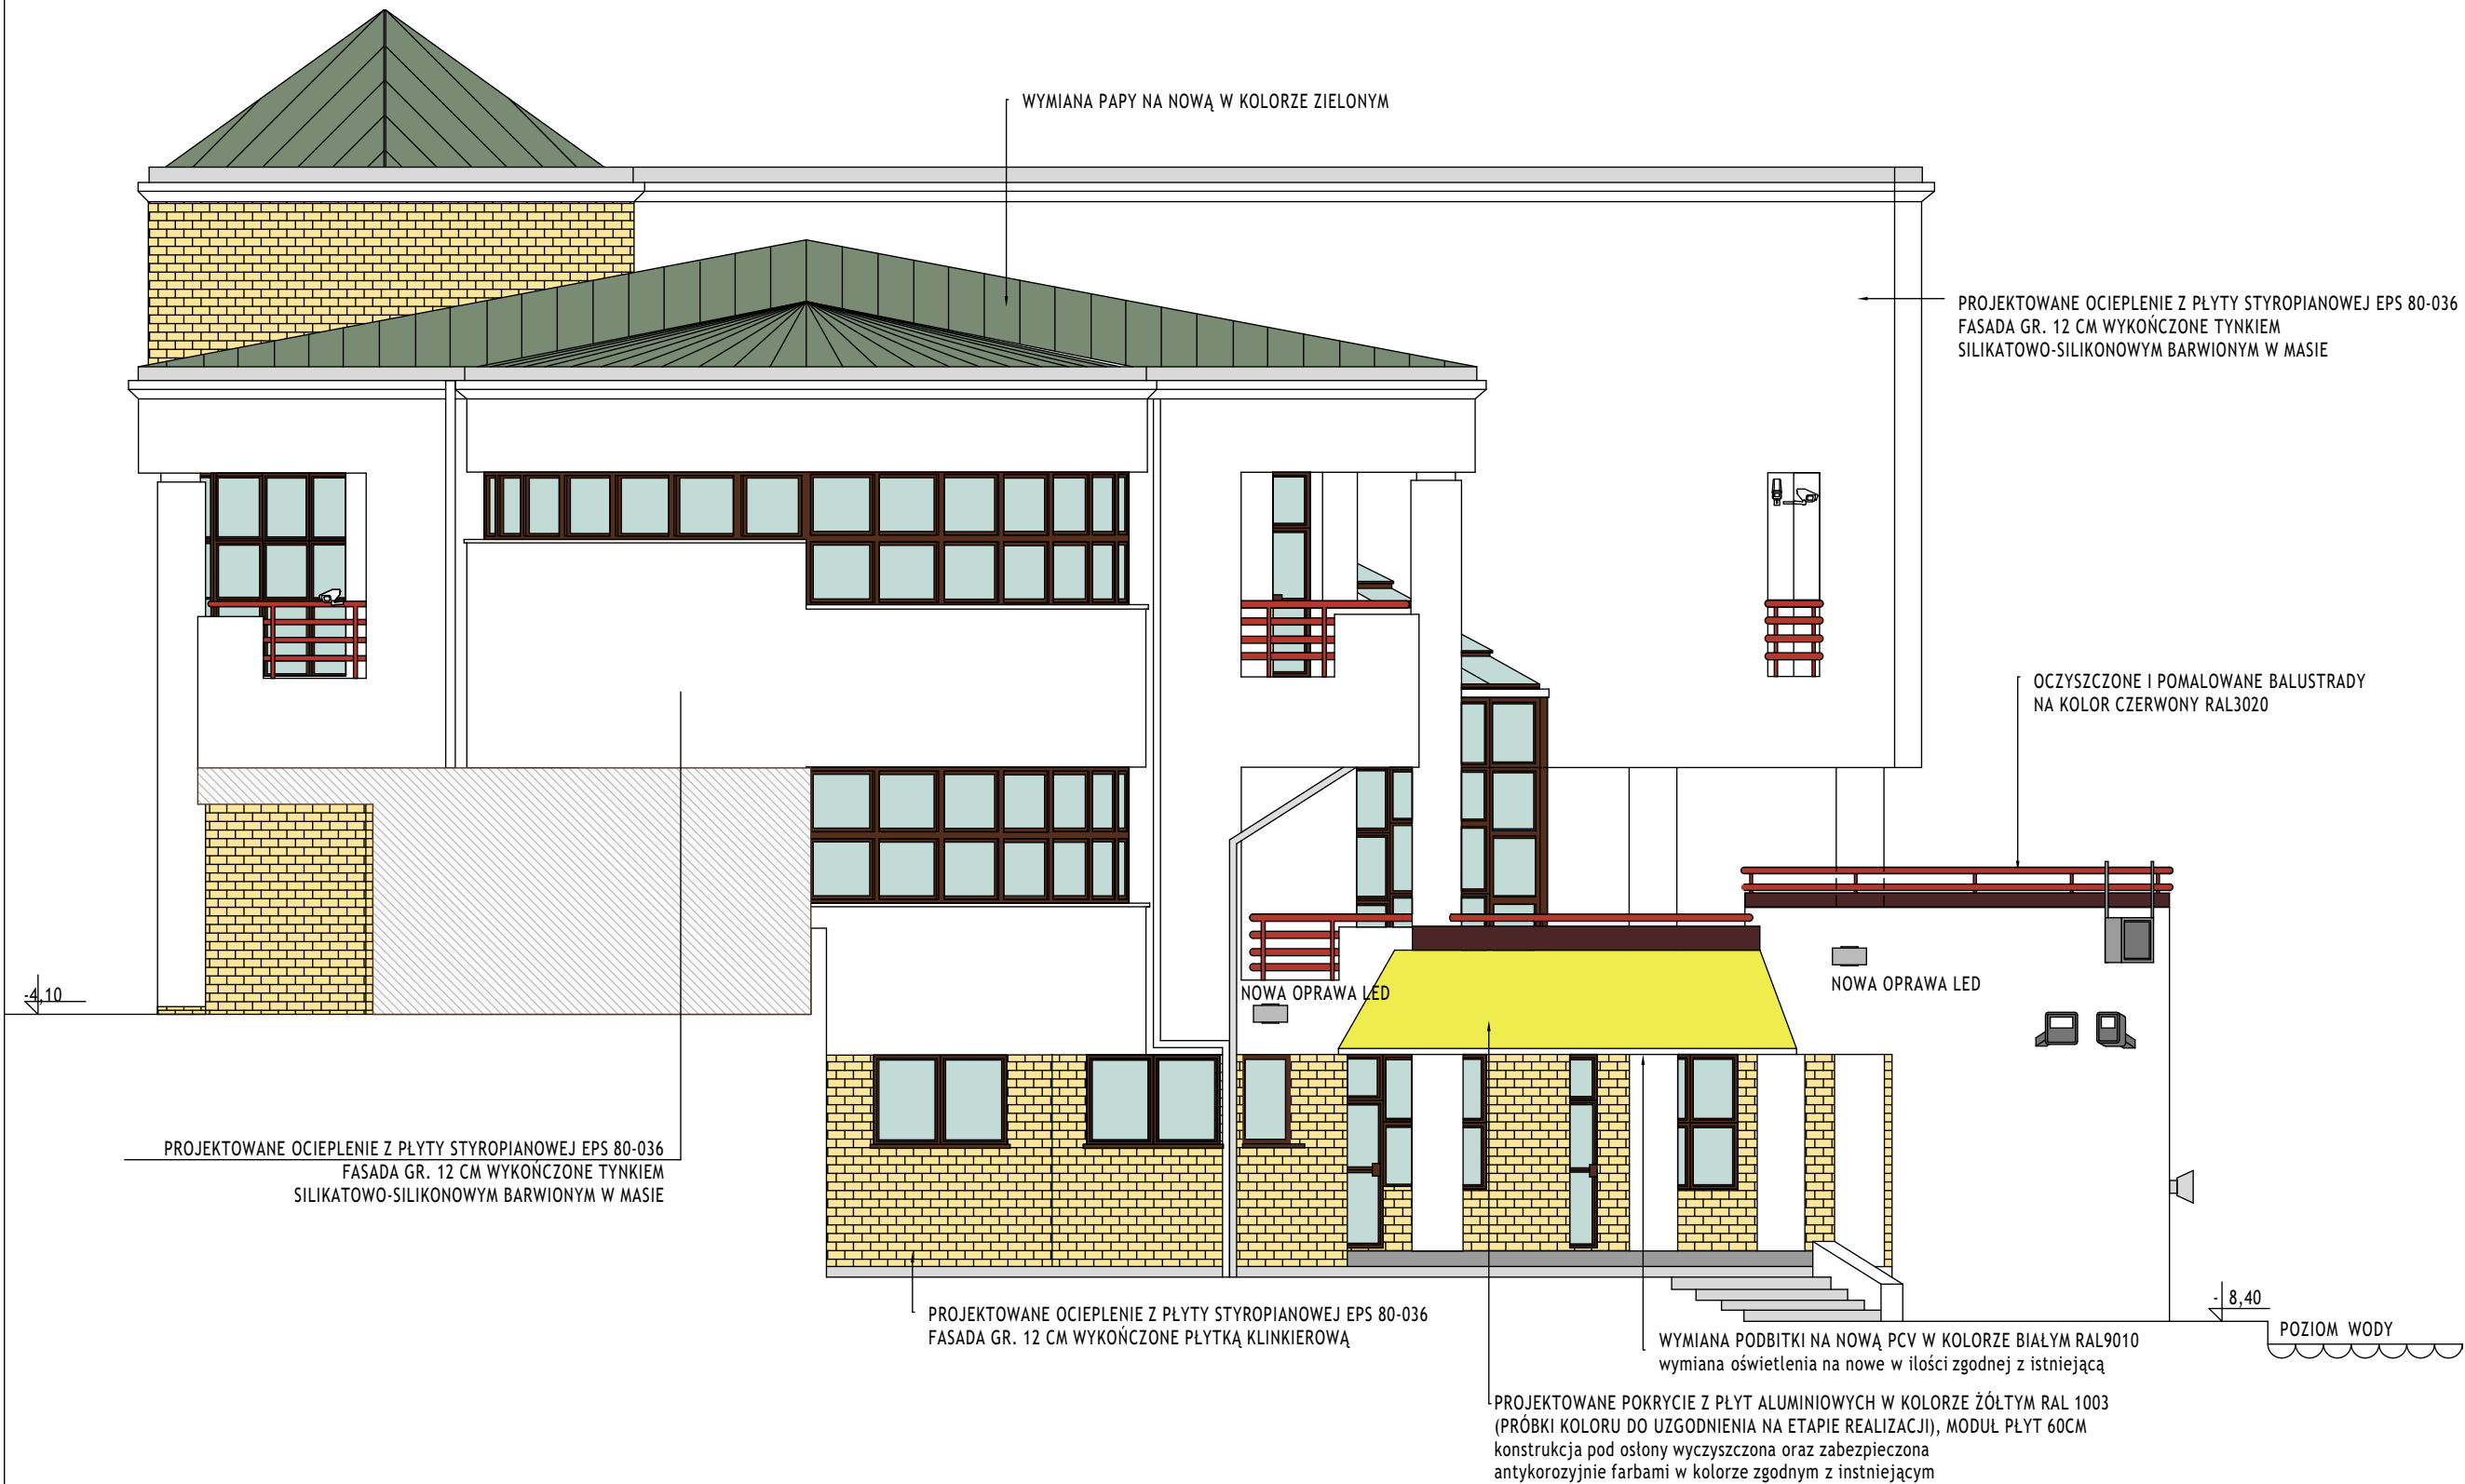 WYMIANA PAPY NA NOWĄ W KOLORZE ZIELONYM
PROJEKTOWANE OCIEPLENIE Z PŁYTY STYROPIANOWEJ EPS 80-036
FASADA GR. 12 CM WYKOŃCZONE TYNKIEM
SILIKATOWO-SILIKONOWYM BARWIONYM W MASIE
OCZYSZCZONE I POMALOWANE BALUSTRADY
NA KOLOR CZERWONY RAL3020
-4,10
NOWA OPRAWA LED
NOWA OPRAWA LED
PROJEKTOWANE OCIEPLENIE Z PŁYTY STYROPIANOWEJ EPS 80-036
FASADA GR. 12 CM WYKOŃCZONE TYNKIEM
SILIKATOWO-SILIKONOWYM BARWIONYM W MASIE
PROJEKTOWANE OCIEPLENIE Z PŁYTY STYROPIANOWEJ EPS 80-036
FASADA GR. 12 CM WYKOŃCZONE PŁYTKĄ KLINKIEROWĄ
- 8,40
POZIOM WODY
WYMIANA PODBITKI NA NOWĄ PCV W KOLORZE BIAŁYM RAL9010
wymiana oświetlenia na nowe w ilości zgodnej z istniejącą
PROJEKTOWANE POKRYCIE Z PŁYT ALUMINIOWYCH W KOLORZE ŻÓŁTYM RAL 1003
(PRÓBKI KOLORU DO UZGODNIENIA NA ETAPIE REALIZACJI), MODUŁ PŁYT 60CM
konstrukcja pod osłony wyczyszczona oraz zabezpieczona
antykorozyjnie farbami w kolorze zgodnym z instniejącym